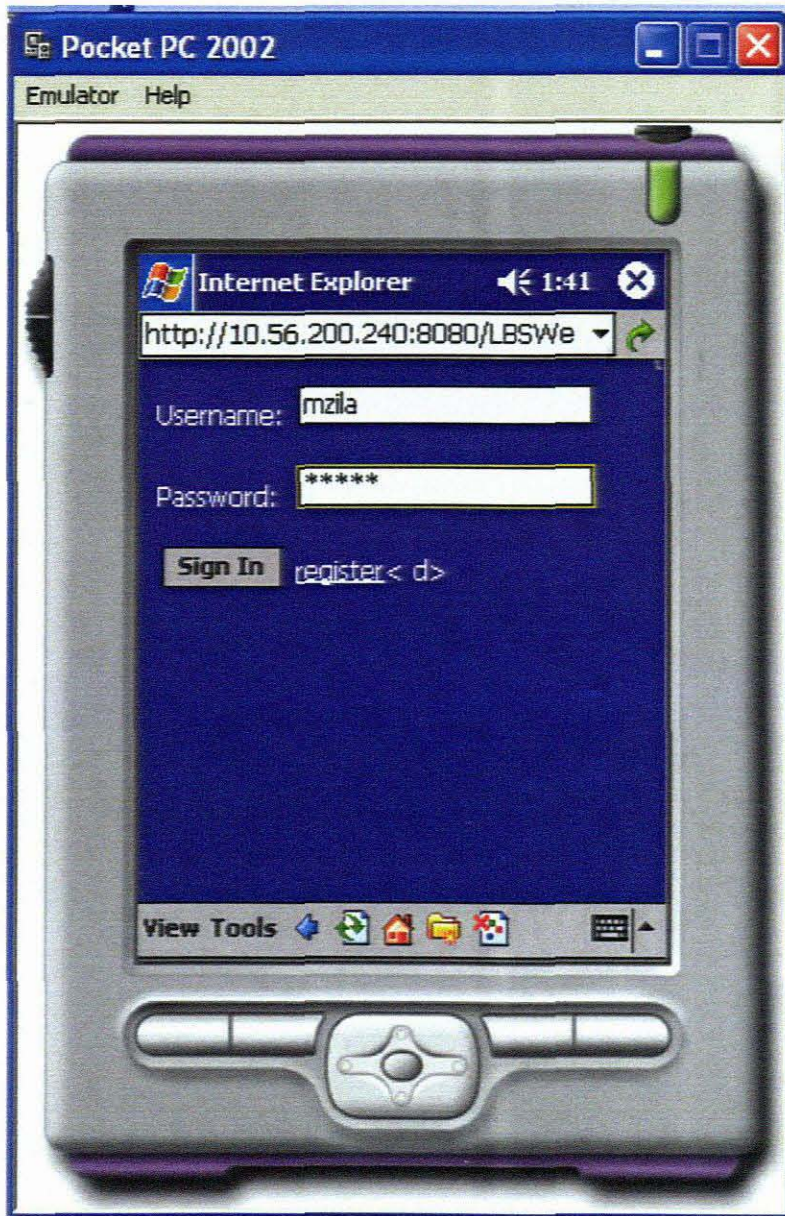 Pocket PC 2002
Emulator Help
Internet Explorer 1:41
http://10.56.200.240:8080/LBSWe
Username: mzila
Password: *****
Sign In register< d>
View Tools